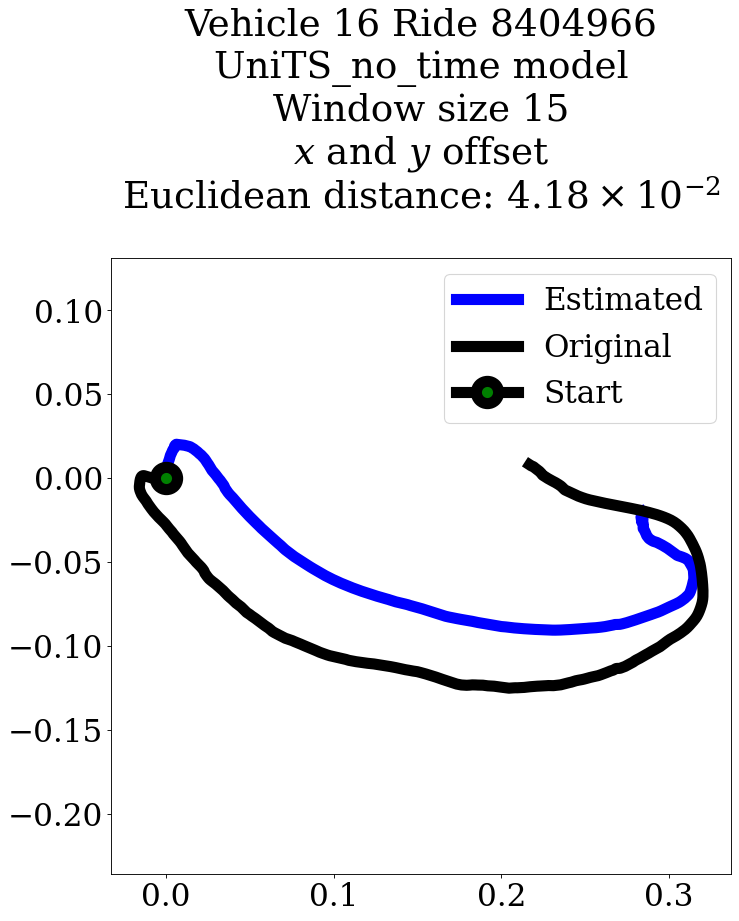 Vehicle 16 Ride 8404966
UniTS_no_time model
Window size 15
x and y offset
Euclidean distance: 4.18 × 10⁻²
Estimated
Original
Start
0.10
0.05
0.00
−0.05
−0.10
−0.15
−0.20
0.0 0.1 0.2 0.3